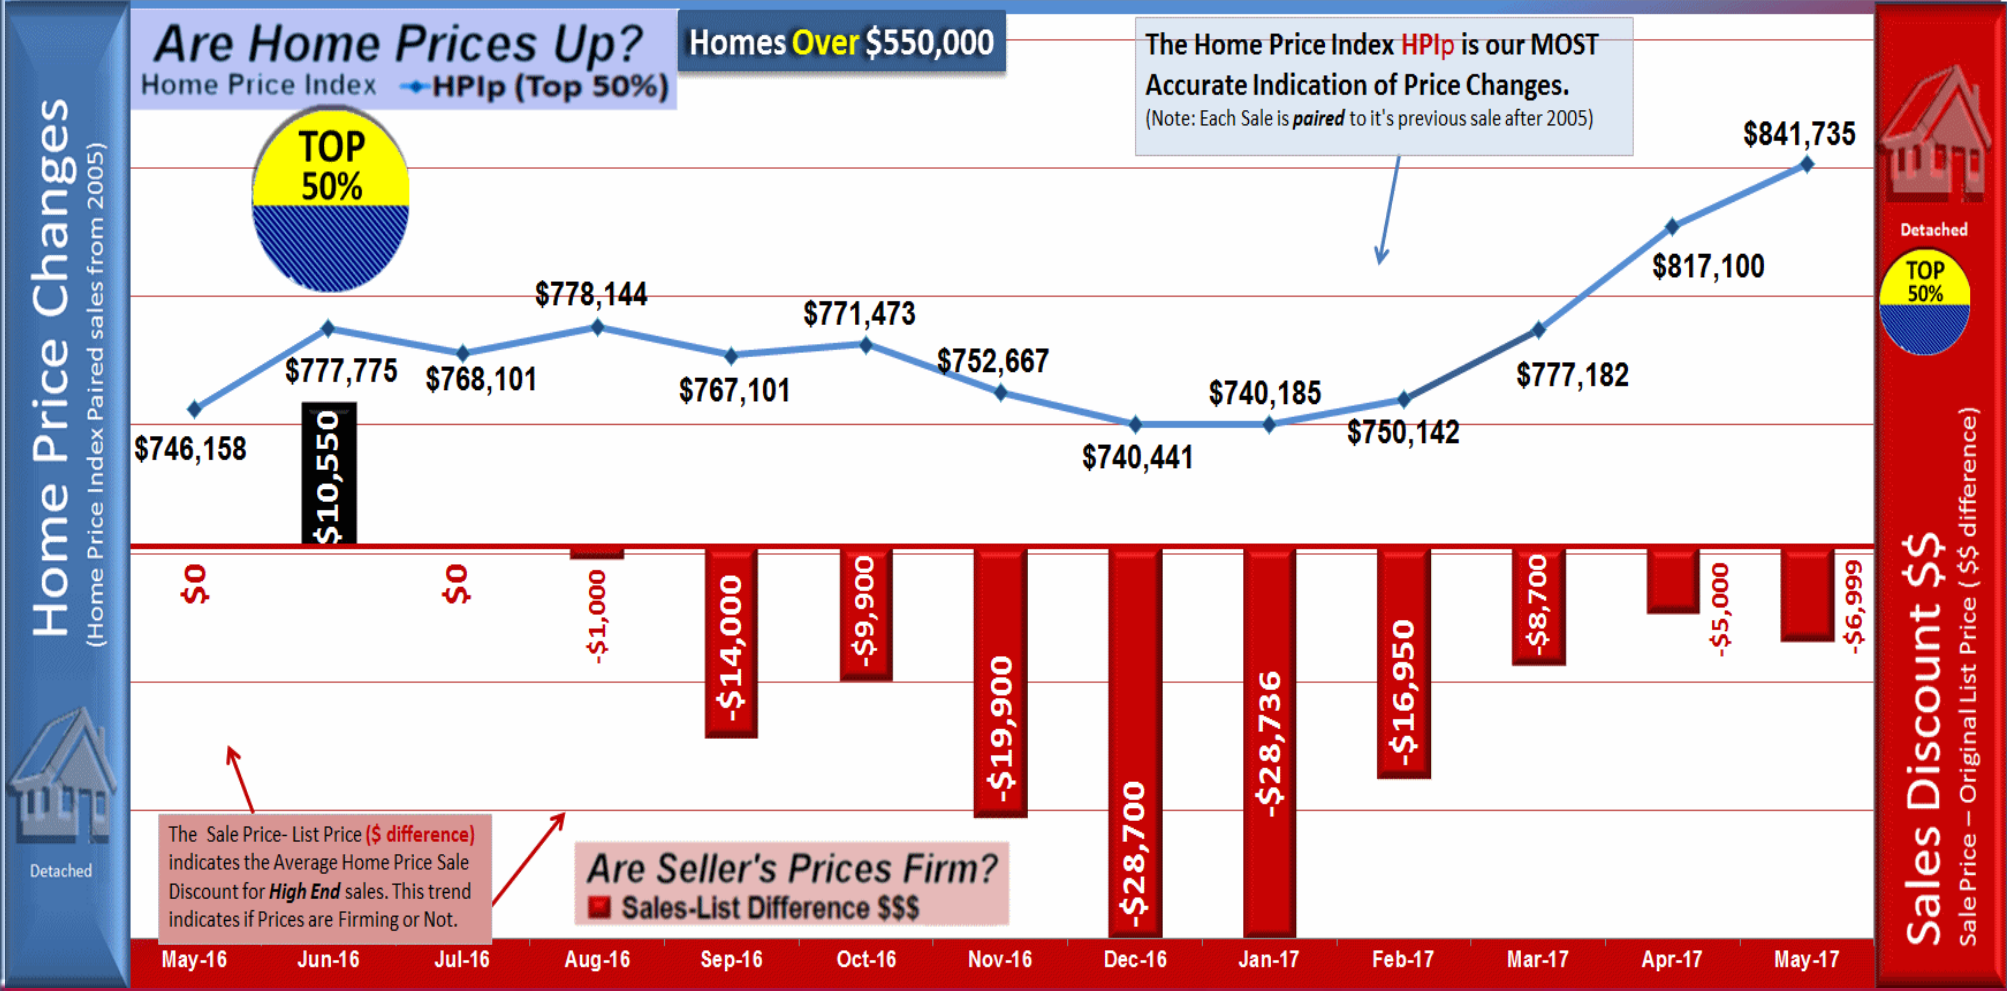 Are Home Prices Up?
Home Price Index HPIp (Top 50%)
Homes Over $550,000
The Home Price Index HPIp is our MOST
Accurate Indication of Price Changes.
(Note: Each Sale is paired to it's previous sale after 2005)
Home Price Changes
(Home Price Index Paired sales from 2005)
Detached
TOP
50%
$746,158
$777,775
$768,101
$778,144
$767,101
$771,473
$752,667
$740,441
$740,185
$750,142
$777,182
$817,100
$841,735
$0
$10,550
$0
-$1,000
-$14,000
-$9,900
-$19,900
-$28,700
-$28,736
-$16,950
-$8,700
-$5,000
-$6,999
The Sale Price- List Price ($ difference)
indicates the Average Home Price Sale
Discount for High End sales. This trend
indicates if Prices are Firming or Not.
Are Seller's Prices Firm?
Sales-List Difference $$$
May-16
Jun-16
Jul-16
Aug-16
Sep-16
Oct-16
Nov-16
Dec-16
Jan-17
Feb-17
Mar-17
Apr-17
May-17
Detached
TOP
50%
Sales Discount $$
Sale Price – Original List Price ( $$ difference)